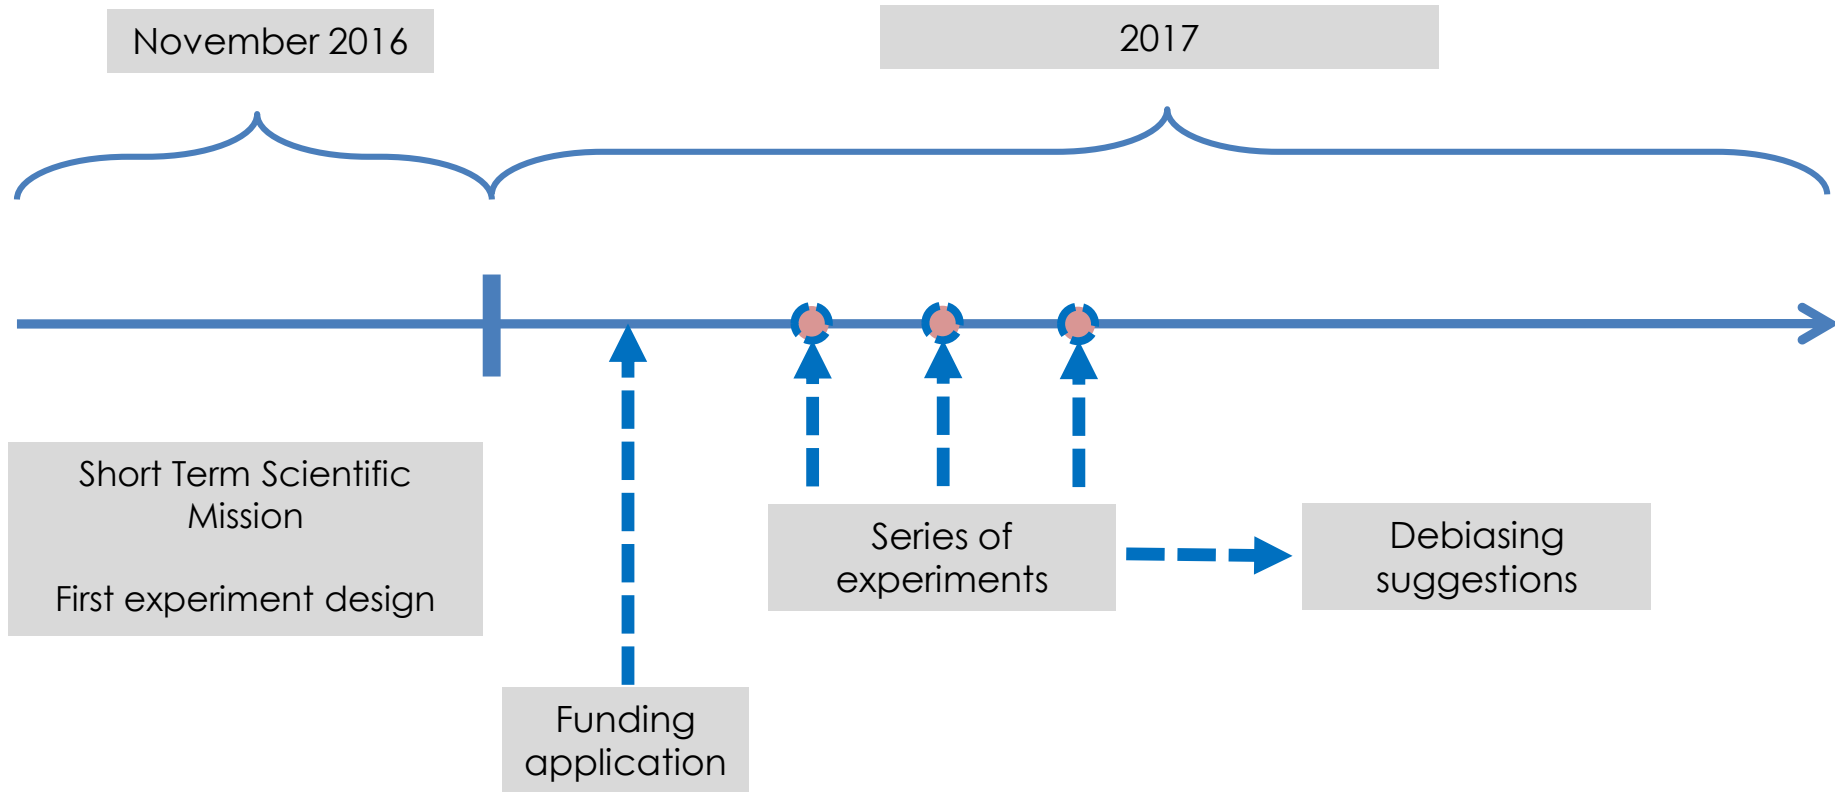 November 2016
2017
Short Term Scientific
Mission
First experiment design
Series of
experiments
Debiasing
suggestions
Funding
application